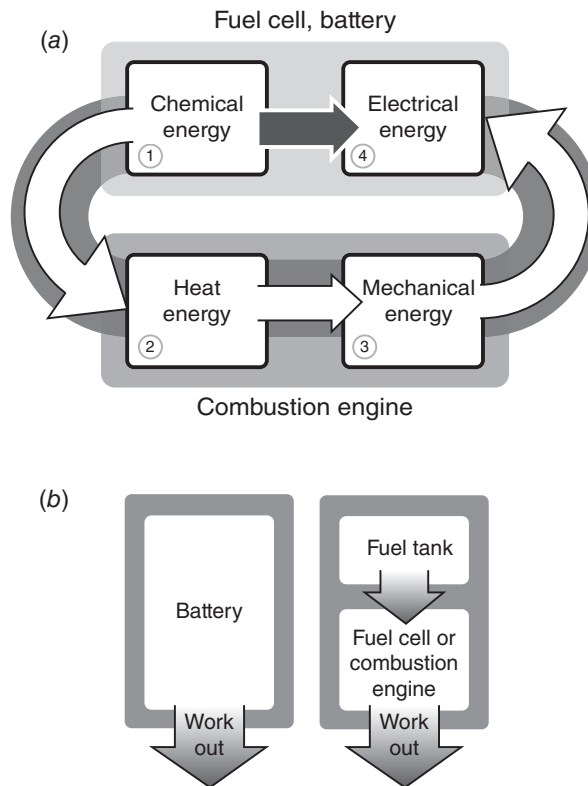 Fuel cell, battery
(a)
Chemical
energy
1
Electrical
energy
4
Heat
energy
2
Mechanical
energy
3
Combustion engine
(b)
Battery
Work
out
Fuel tank
Fuel cell or
combustion
engine
Work
out